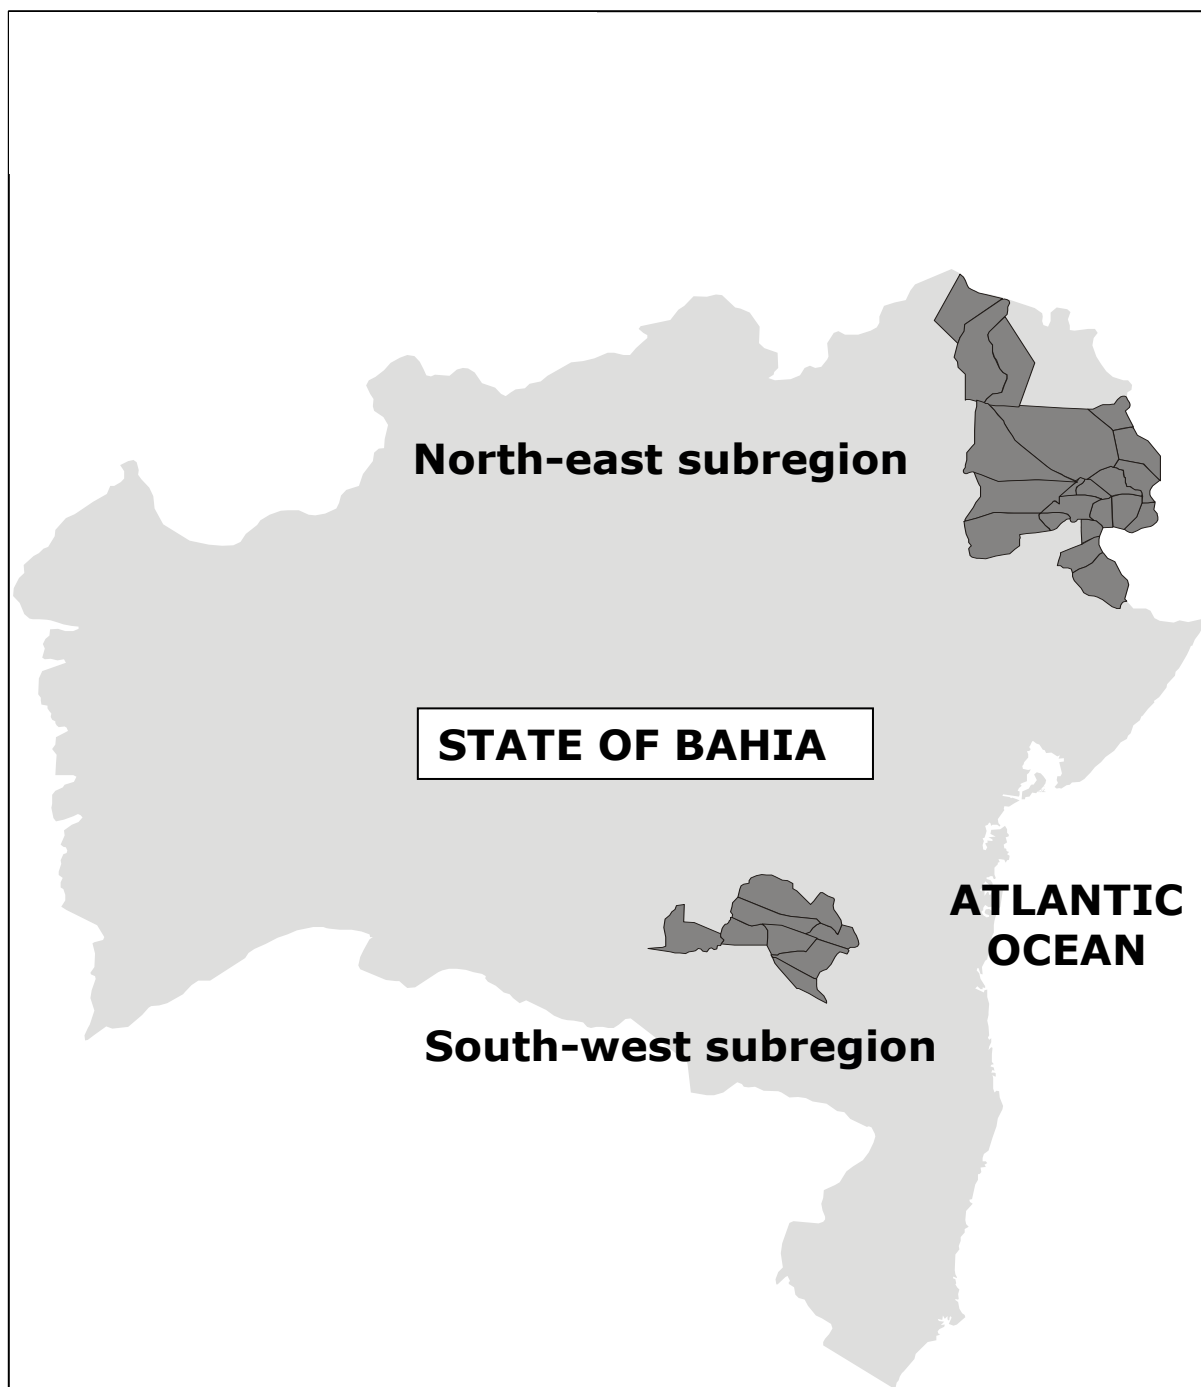 North-east subregion
STATE OF BAHIA
ATLANTIC
OCEAN
South-west subregion